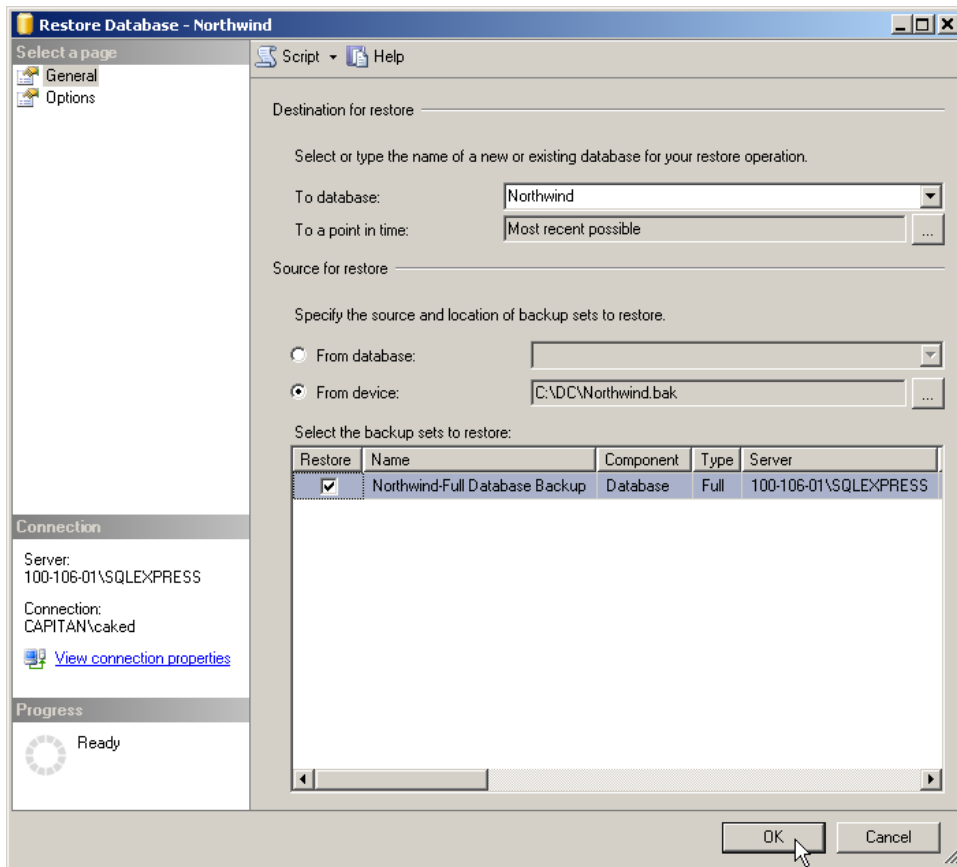 Restore Database - Northwind
Select a page
General
Options
Script
Help
Destination for restore
Select or type the name of a new or existing database for your restore operation.
To database:
Northwind
To a point in time:
Most recent possible
...
Source for restore
Specify the source and location of backup sets to restore.
From database:
From device:
C:\DC\Northwind.bak
...
Select the backup sets to restore:
Restore Name Component Type Server
Northwind-Full Database Backup Database Full 100-106-01\SQLEXPRESS
Connection
Server:
100-106-01\SQLEXPRESS
Connection:
CAPITAN\caked
View connection properties
Progress
Ready
OK
Cancel